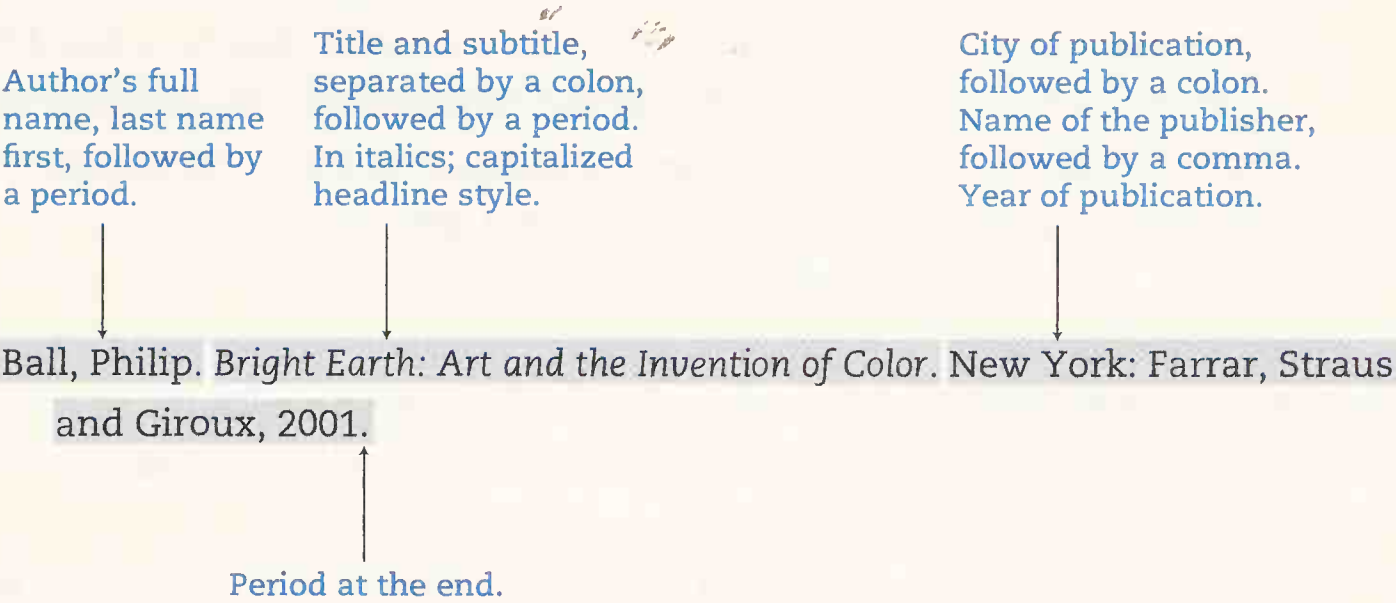 Author's full
name, last name
first, followed by
a period.
Title and subtitle,
separated by a colon,
followed by a period.
In italics; capitalized
headline style.
City of publication,
followed by a colon.
Name of the publisher,
followed by a comma.
Year of publication.
Ball, Philip. Bright Earth: Art and the Invention of Color. New York: Farrar, Straus
and Giroux, 2001.
Period at the end.